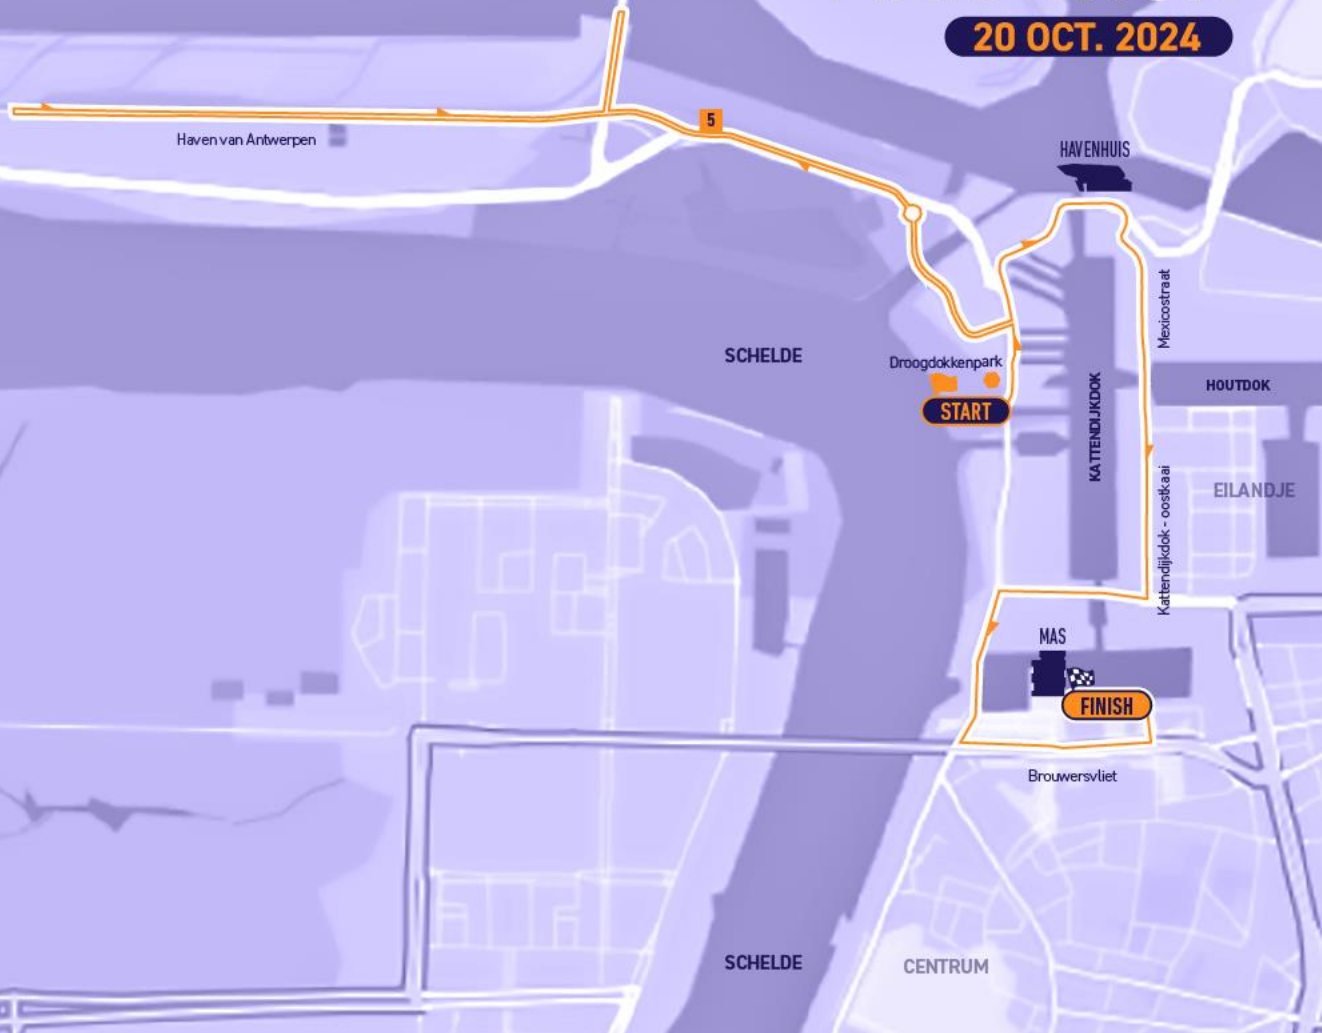 20 OCT. 2024
Haven van Antwerpen
5
HAVENHUIS
Mexicostraat
SCHELDE
Droogdokkenpark
START
KATTENDIJKDOK
HOUTDOK
EILANDJE
Kattendijkdok - oostkaai
MAS
FINISH
Brouwersvliet
SCHELDE
CENTRUM